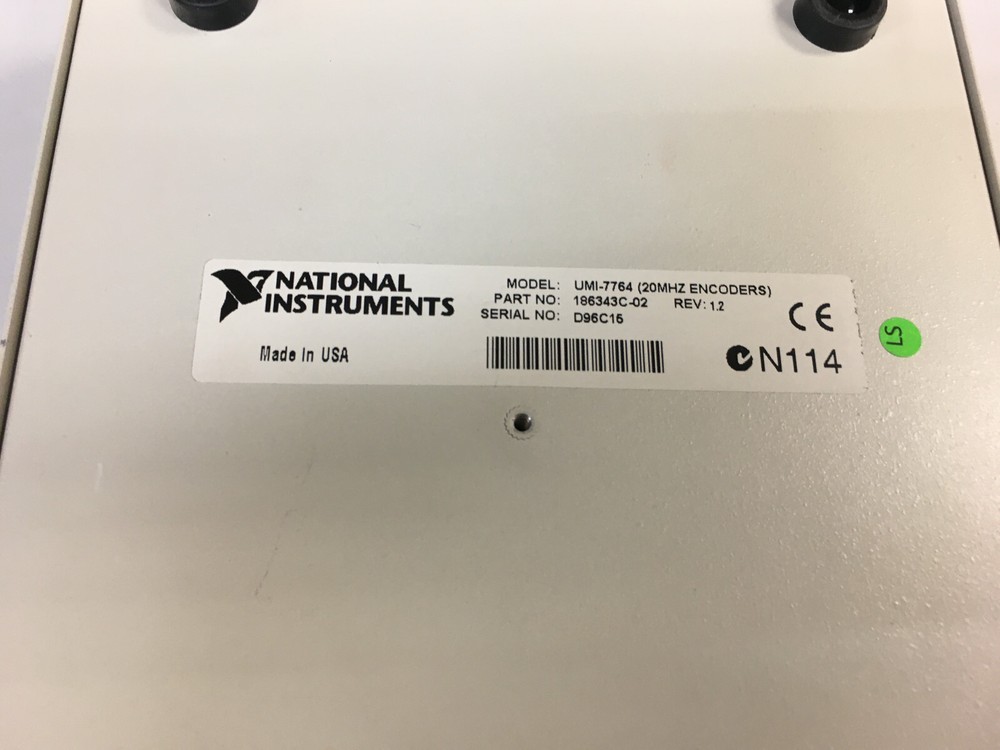 NATIONAL
INSTRUMENTS
Made In USA
MODEL: UMI-7764 (20MHZ ENCODERS)
PART NO: 186343C-02 REV: 1.2
SERIAL NO: D96C15
CE
N114
LS